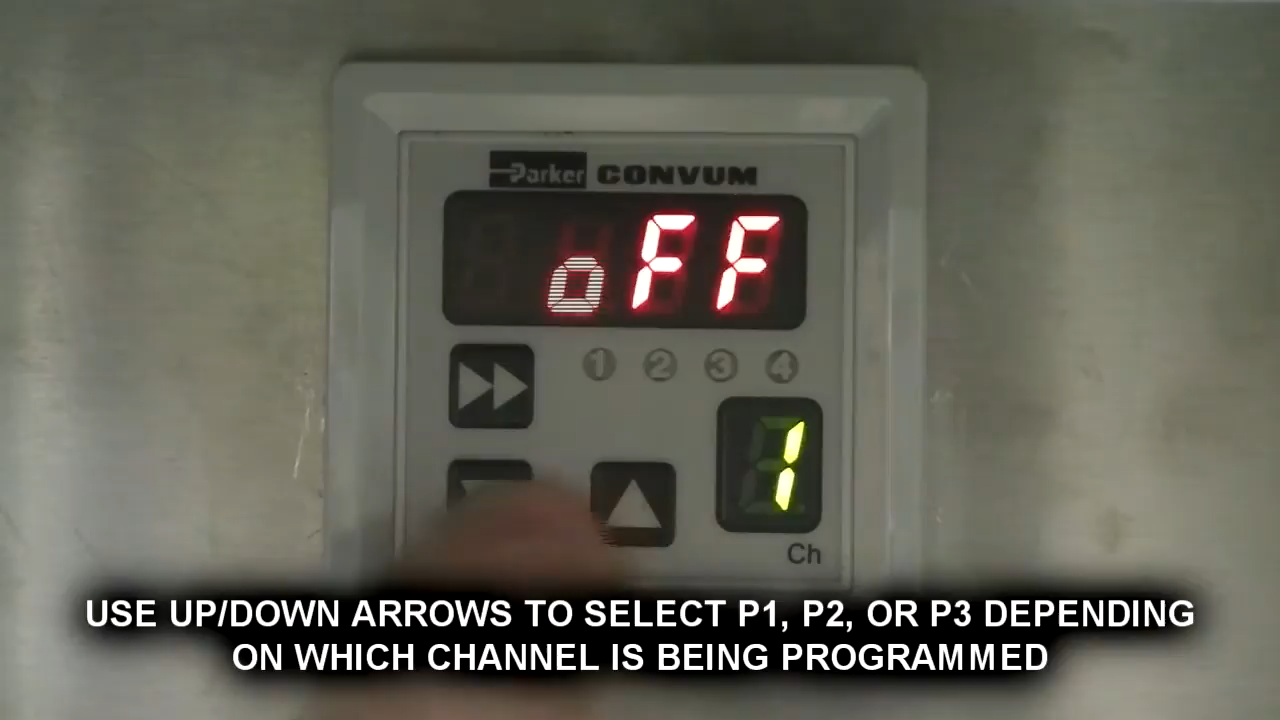 Parker CONVUM
oFF
1 2 3 4
1
Ch
USE UP/DOWN ARROWS TO SELECT P1, P2, OR P3 DEPENDING
ON WHICH CHANNEL IS BEING PROGRAMMED